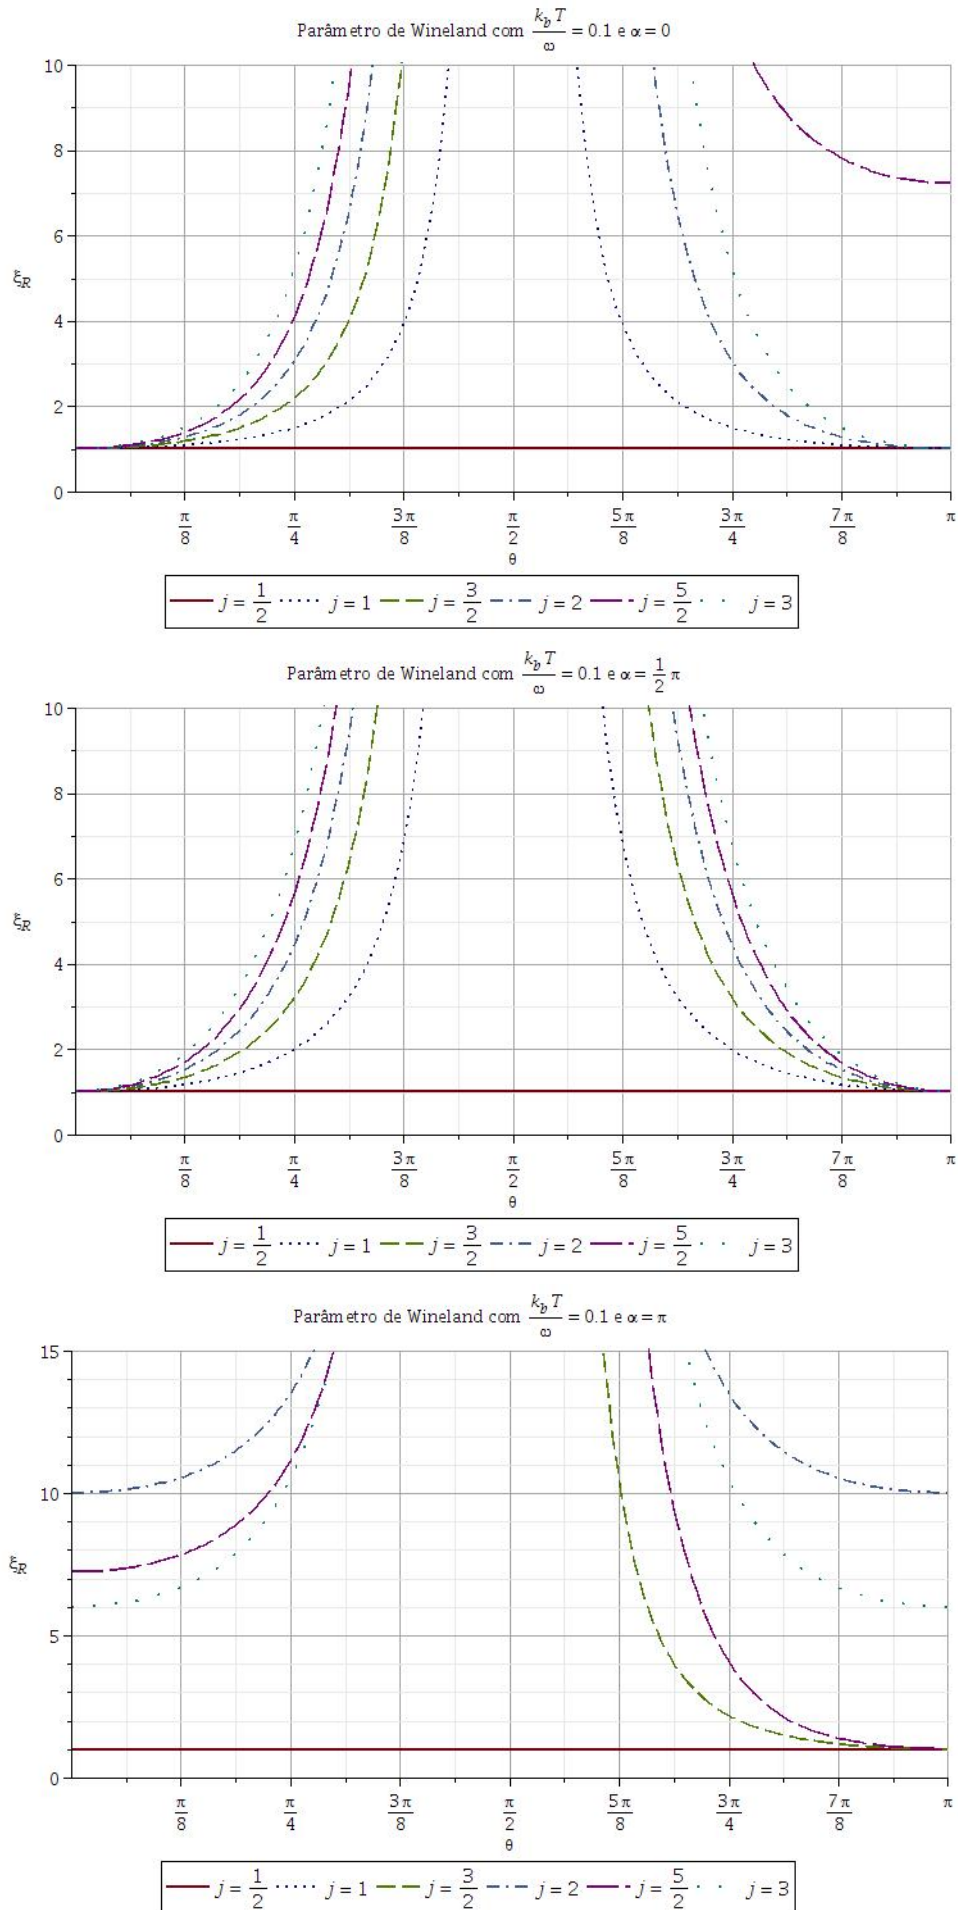 Parâmetro de Wineland com k_b T / ω = 0.1 e α = 0
10
8
6
ξ_R
4
2
0
π/8 π/4 3π/8 π/2 5π/8 3π/4 7π/8 π
θ
j = 1/2 j = 1 j = 3/2 j = 2 j = 5/2 j = 3
Parâmetro de Wineland com k_b T / ω = 0.1 e α = 1/2 π
10
8
6
ξ_R
4
2
0
π/8 π/4 3π/8 π/2 5π/8 3π/4 7π/8 π
θ
j = 1/2 j = 1 j = 3/2 j = 2 j = 5/2 j = 3
Parâmetro de Wineland com k_b T / ω = 0.1 e α = π
15
10
ξ_R
5
0
π/8 π/4 3π/8 π/2 5π/8 3π/4 7π/8 π
θ
j = 1/2 j = 1 j = 3/2 j = 2 j = 5/2 j = 3